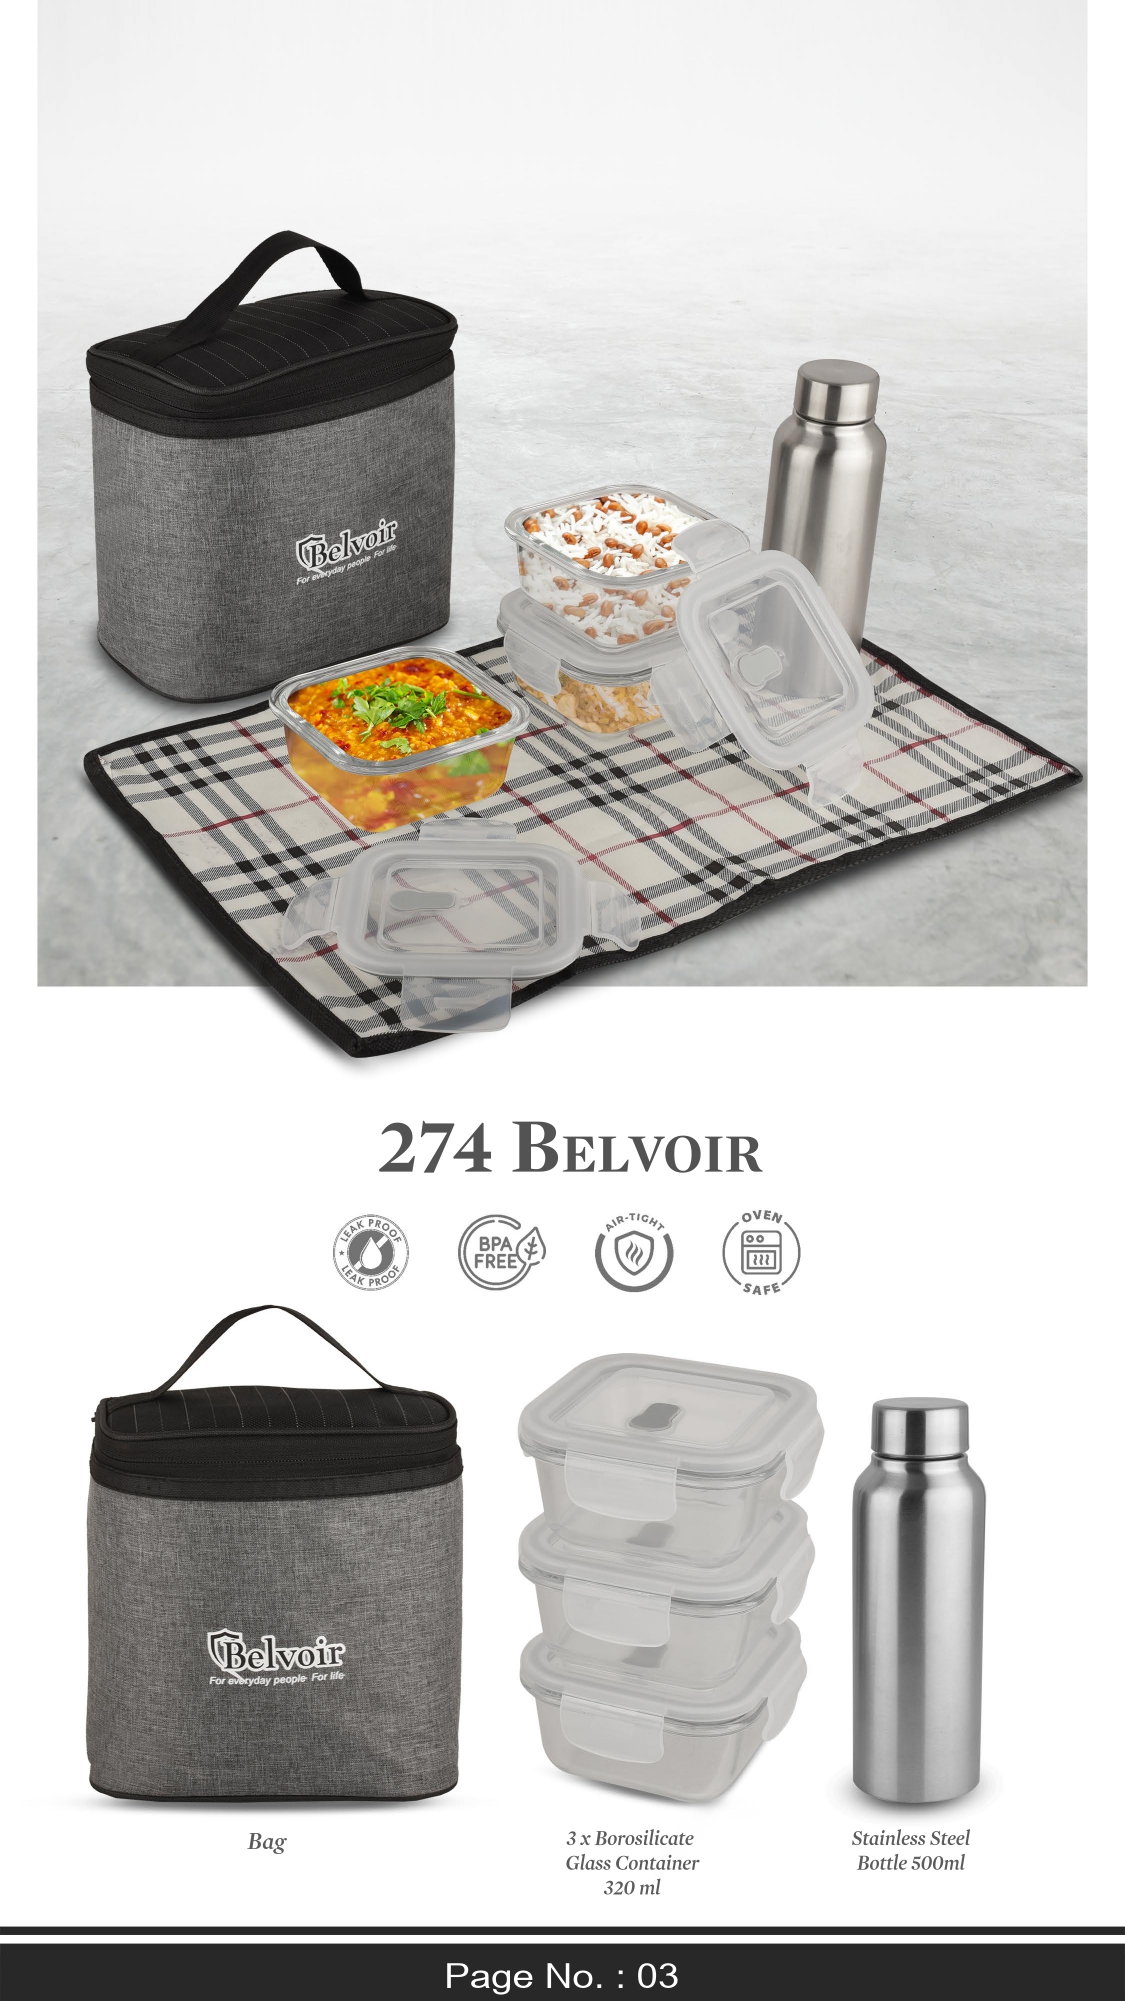 Belvoir
For everyday people For life
274 BELVOIR
LEAK PROOF
LEAK PROOF
BPA
FREE
AIR-TIGHT
OVEN
SAFE
Belvoir
For everyday people For life
Bag
3 x Borosilicate
Glass Container
320 ml
Stainless Steel
Bottle 500ml
Page No. : 03